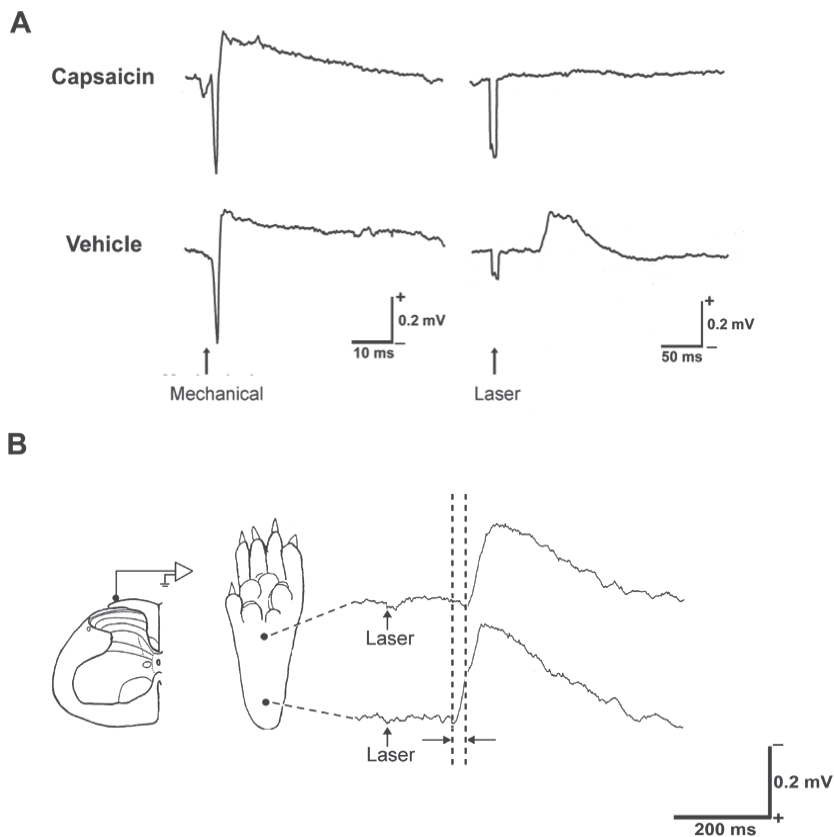 A
Capsaicin
Vehicle
+
0.2 mV
–
10 ms
+
0.2 mV
–
50 ms
Mechanical
Laser
B
Laser
Laser
–
0.2 mV
+
200 ms